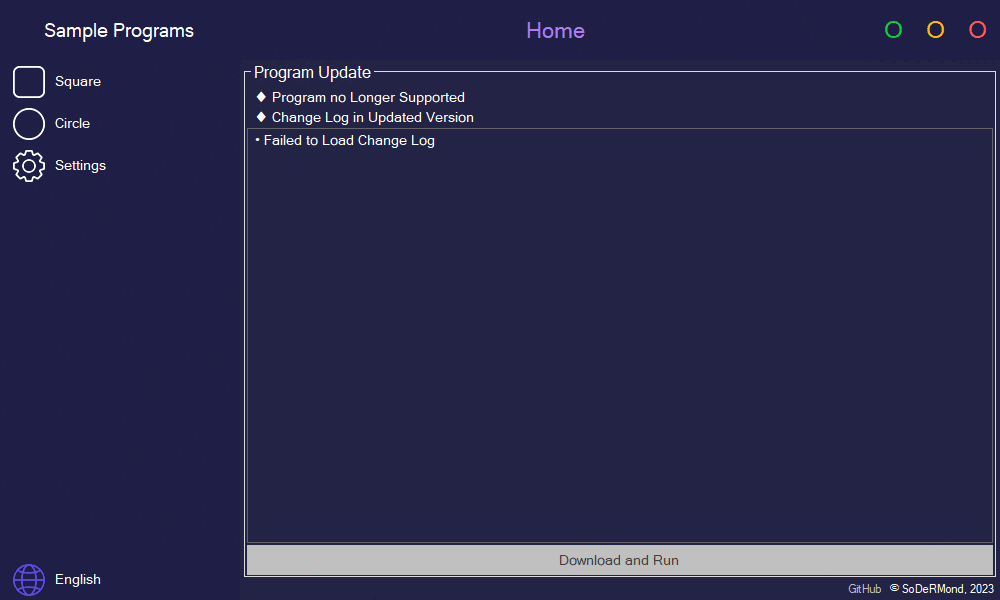 Sample Programs
Home
Square
Circle
Settings
Program Update
♦ Program no Longer Supported
♦ Change Log in Updated Version
• Failed to Load Change Log
Download and Run
English
GitHub © SoDeRMond, 2023